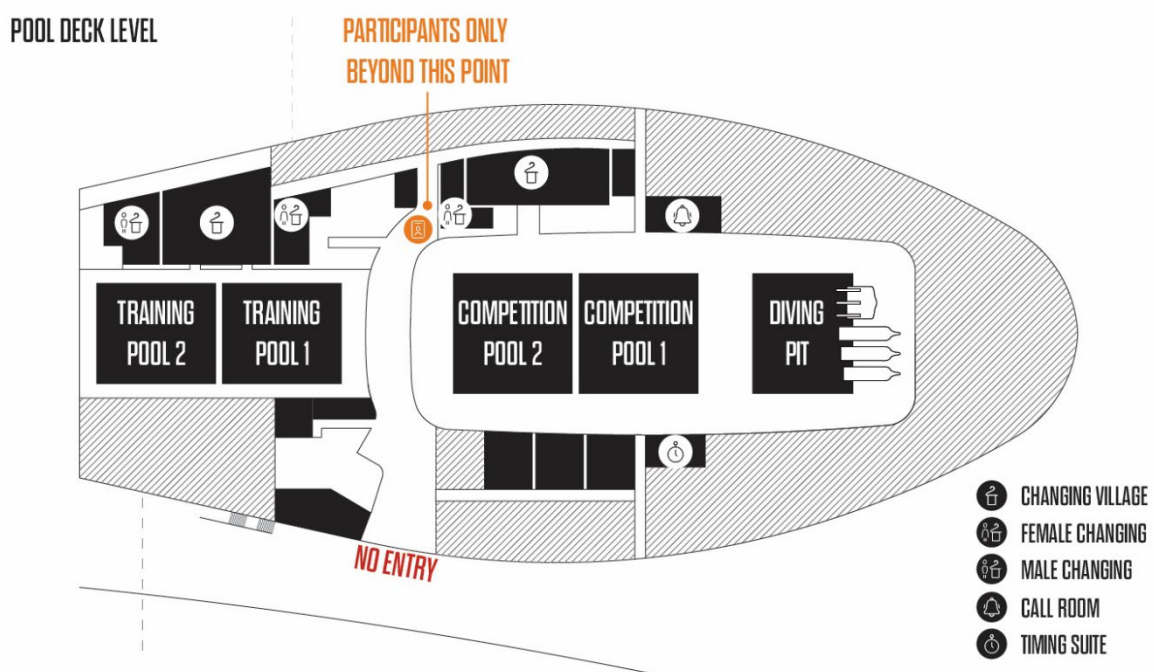 POOL DECK LEVEL
PARTICIPANTS ONLY
BEYOND THIS POINT
TRAINING
POOL 2
TRAINING
POOL 1
COMPETITION
POOL 2
COMPETITION
POOL 1
DIVING
PIT
NO ENTRY
CHANGING VILLAGE
FEMALE CHANGING
MALE CHANGING
CALL ROOM
TIMING SUITE